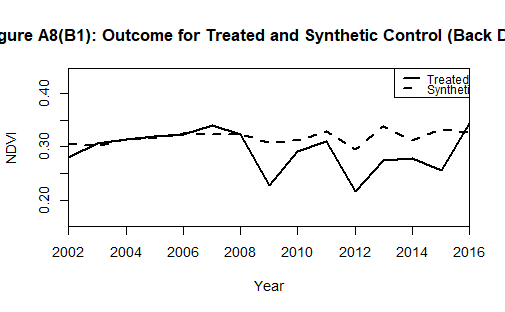 gure A8(B1): Outcome for Treated and Synthetic Control (Back D
Treated
Syntheti
NDVI
0.40
0.30
0.20
2002 2004 2006 2008 2010 2012 2014 2016
Year